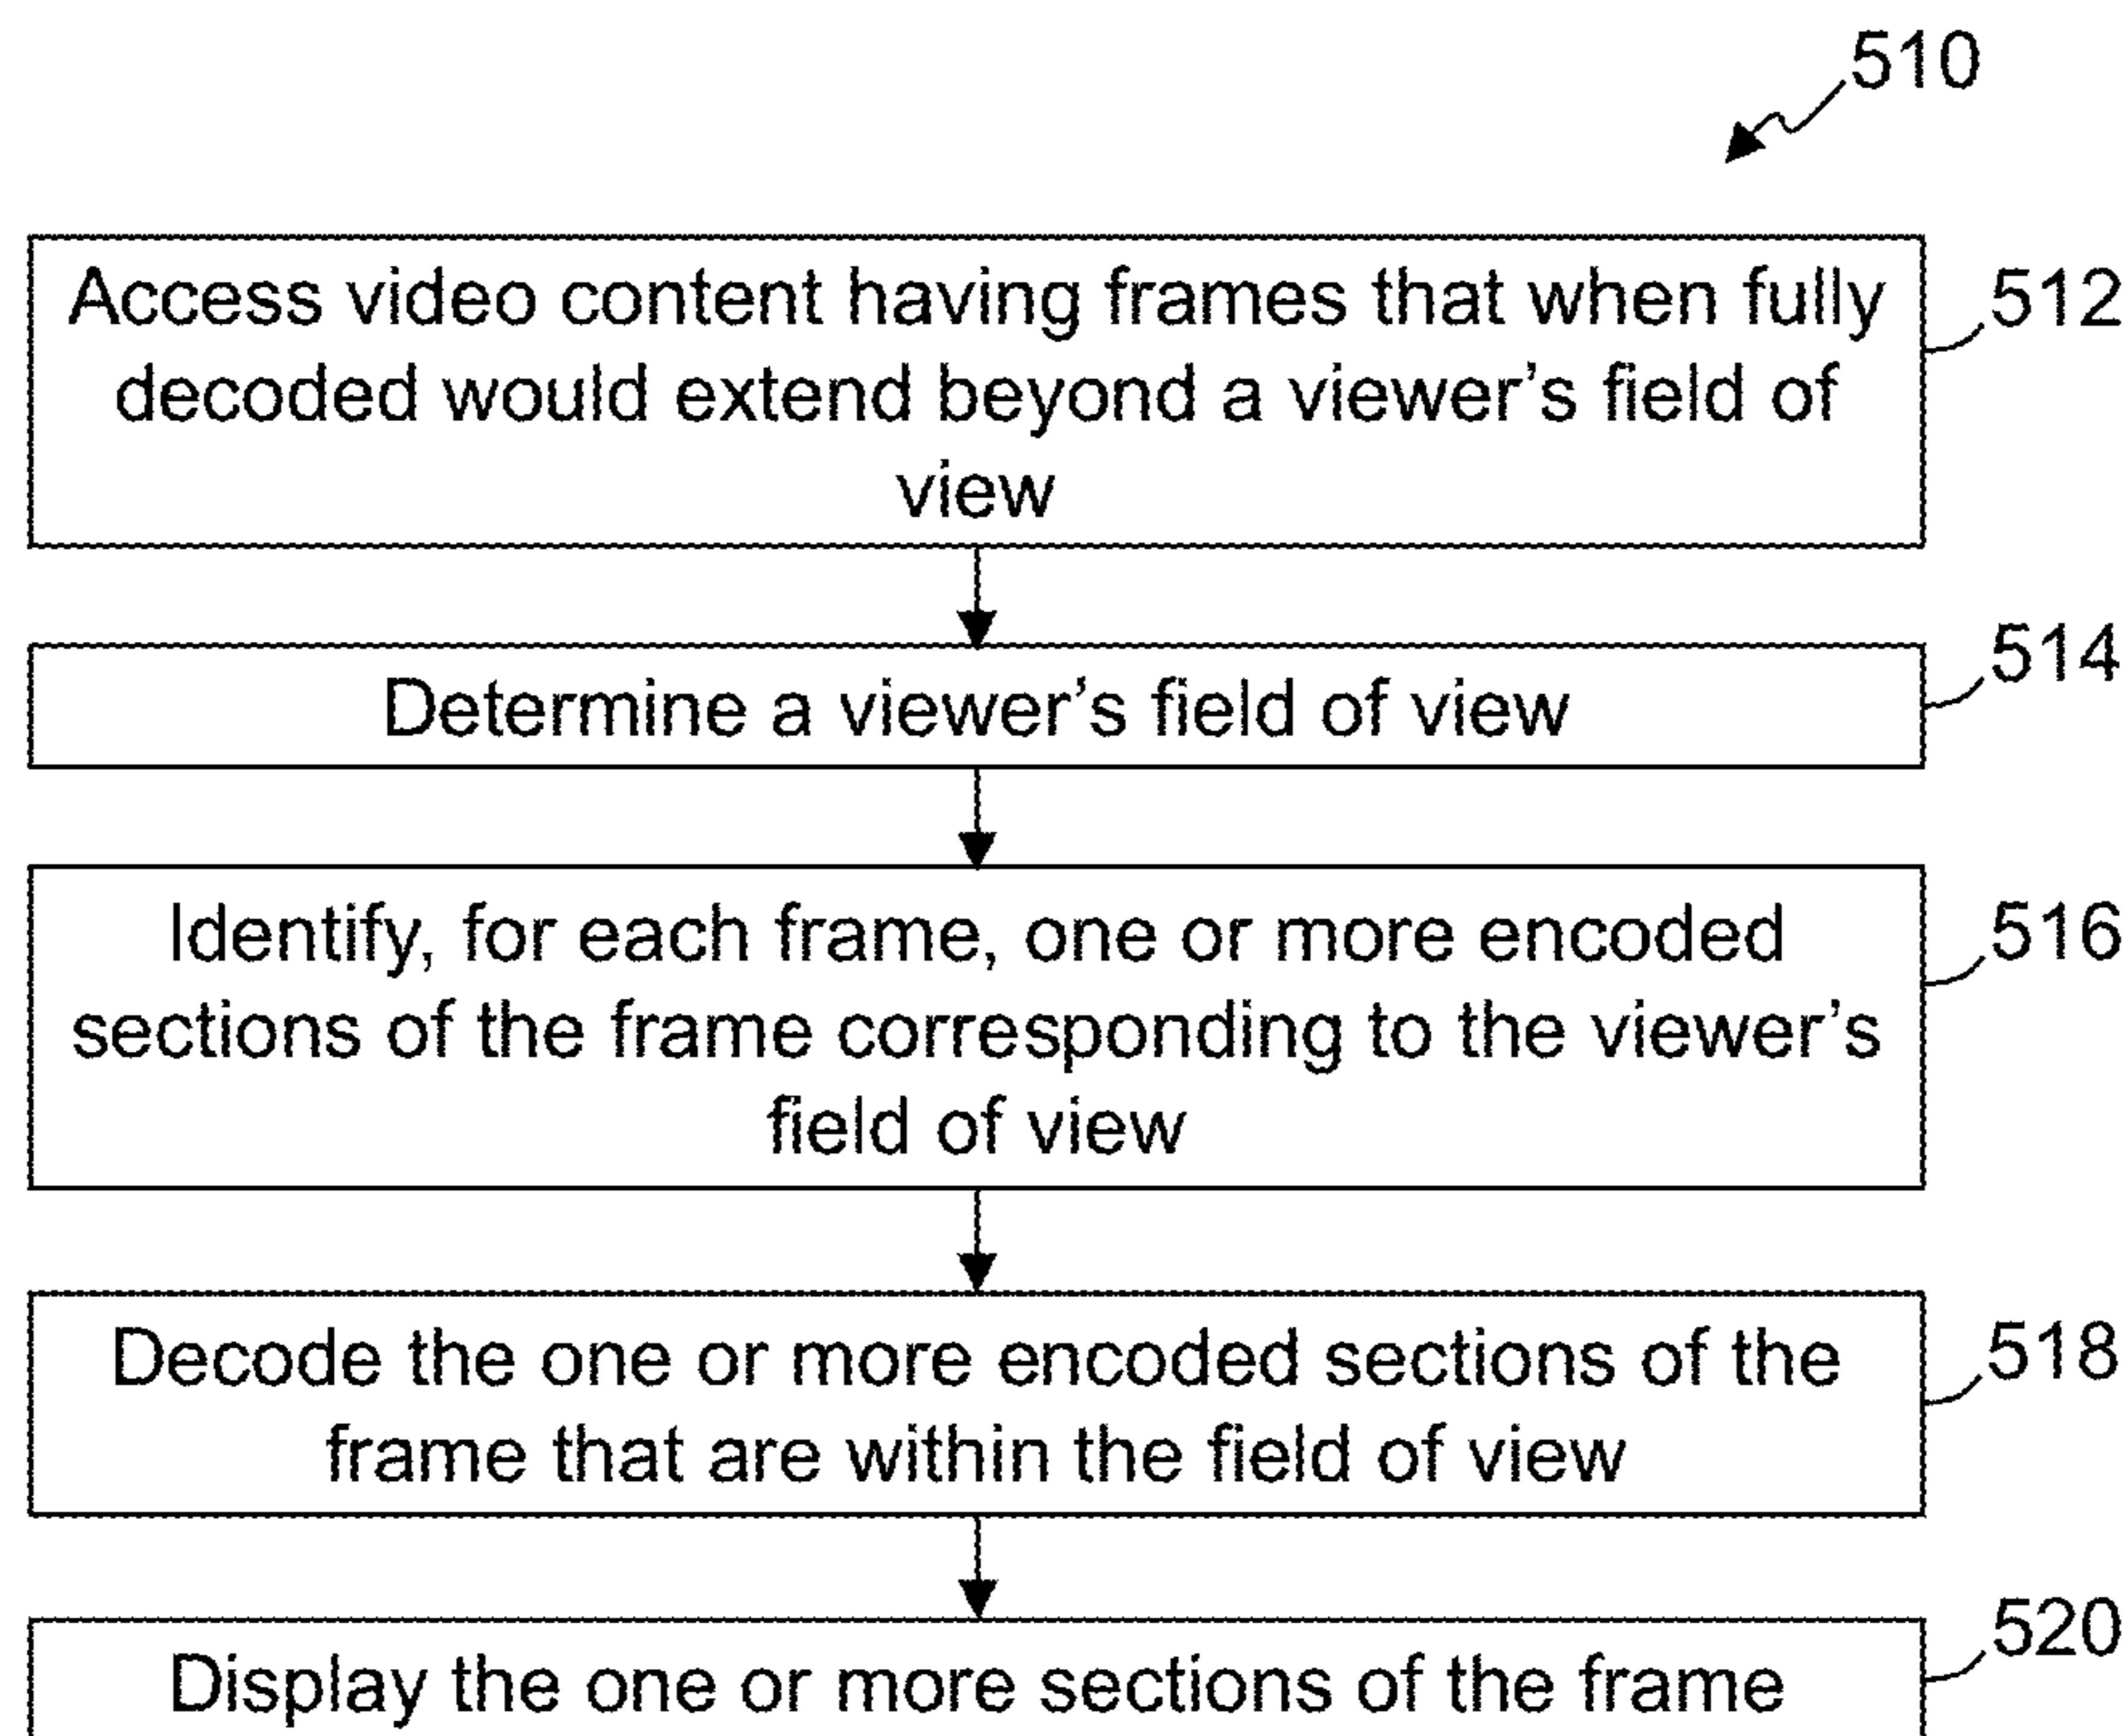 510
Access video content having frames that when fully
decoded would extend beyond a viewer’s field of
view
512
Determine a viewer’s field of view
514
Identify, for each frame, one or more encoded
sections of the frame corresponding to the viewer’s
field of view
516
Decode the one or more encoded sections of the
frame that are within the field of view
518
Display the one or more sections of the frame
520